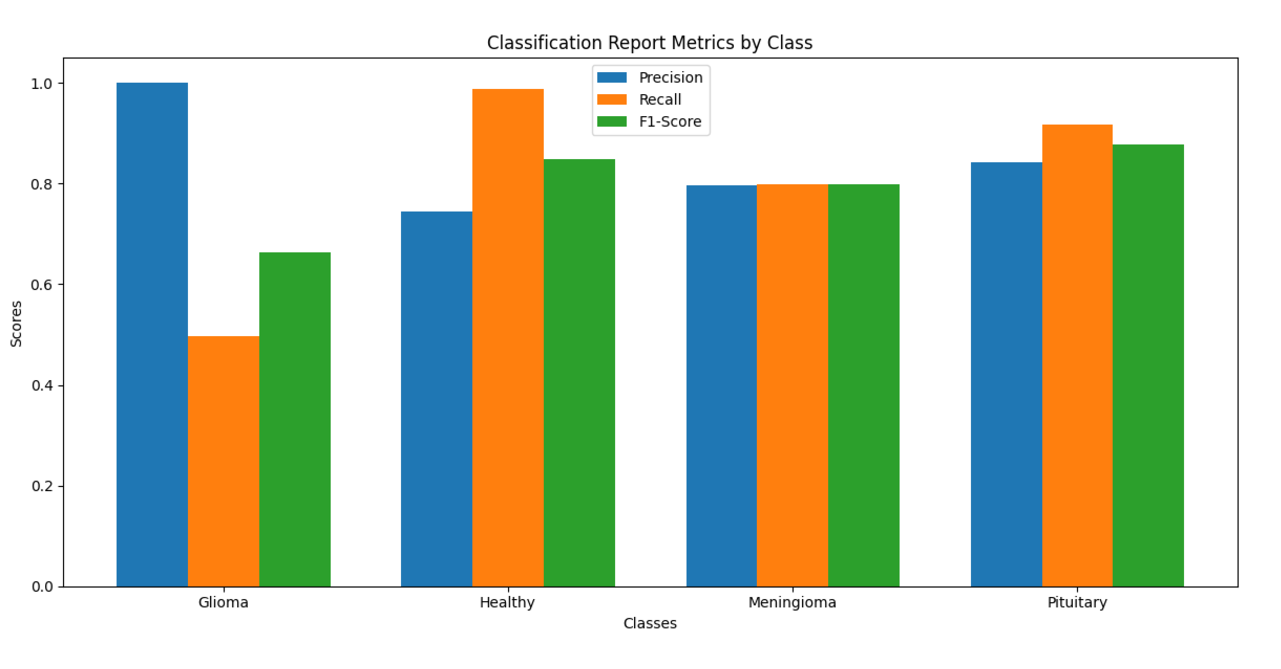 Classification Report Metrics by Class
Precision
Recall
F1-Score
1.0
0.8
0.6
0.4
0.2
0.0
Scores
Glioma Healthy Meningioma Pituitary
Classes